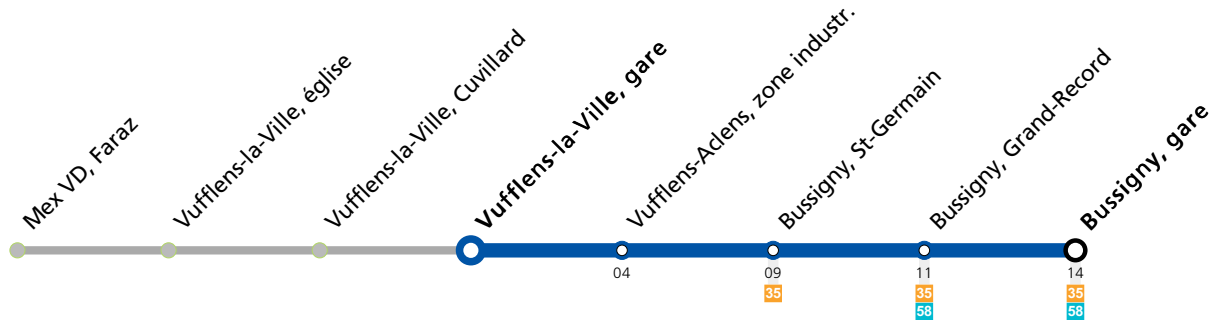 Mex VD, Faraz
Vufflens-la-Ville, église
Vufflens-la-Ville, Cuvillard
Vufflens-la-Ville, gare
Vufflens-Aclens, zone industr.
Bussigny, St-Germain
Bussigny, Grand-Record
Bussigny, gare
04
09
11
14
35
35
35
58
58